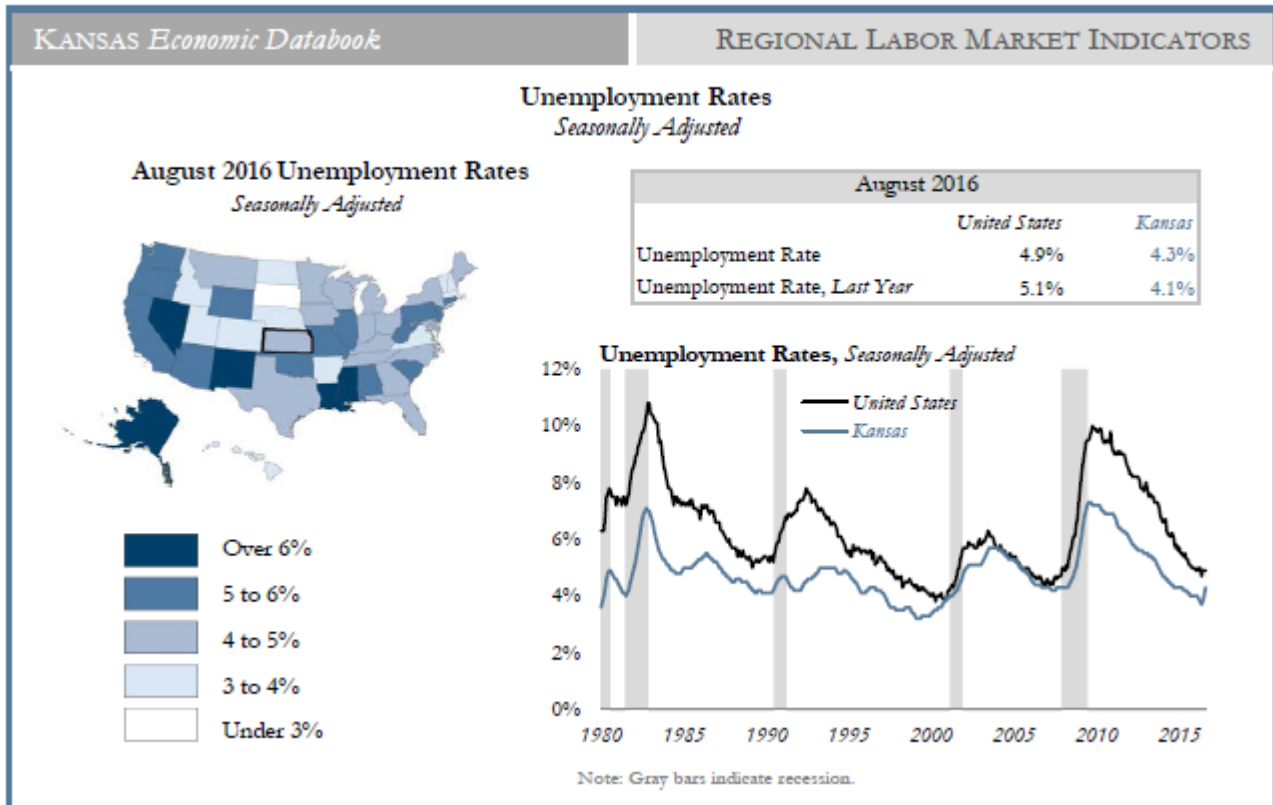 KANSAS Economic Databook
REGIONAL LABOR MARKET INDICATORS
Unemployment Rates
Seasonally Adjusted
August 2016 Unemployment Rates
Seasonally Adjusted
Over 6%
5 to 6%
4 to 5%
3 to 4%
Under 3%
August 2016
United States Kansas
Unemployment Rate 4.9% 4.3%
Unemployment Rate, Last Year 5.1% 4.1%
Unemployment Rates, Seasonally Adjusted
12%
10%
8%
6%
4%
2%
0%
United States
Kansas
1980 1985 1990 1995 2000 2005 2010 2015
Note: Gray bars indicate recession.